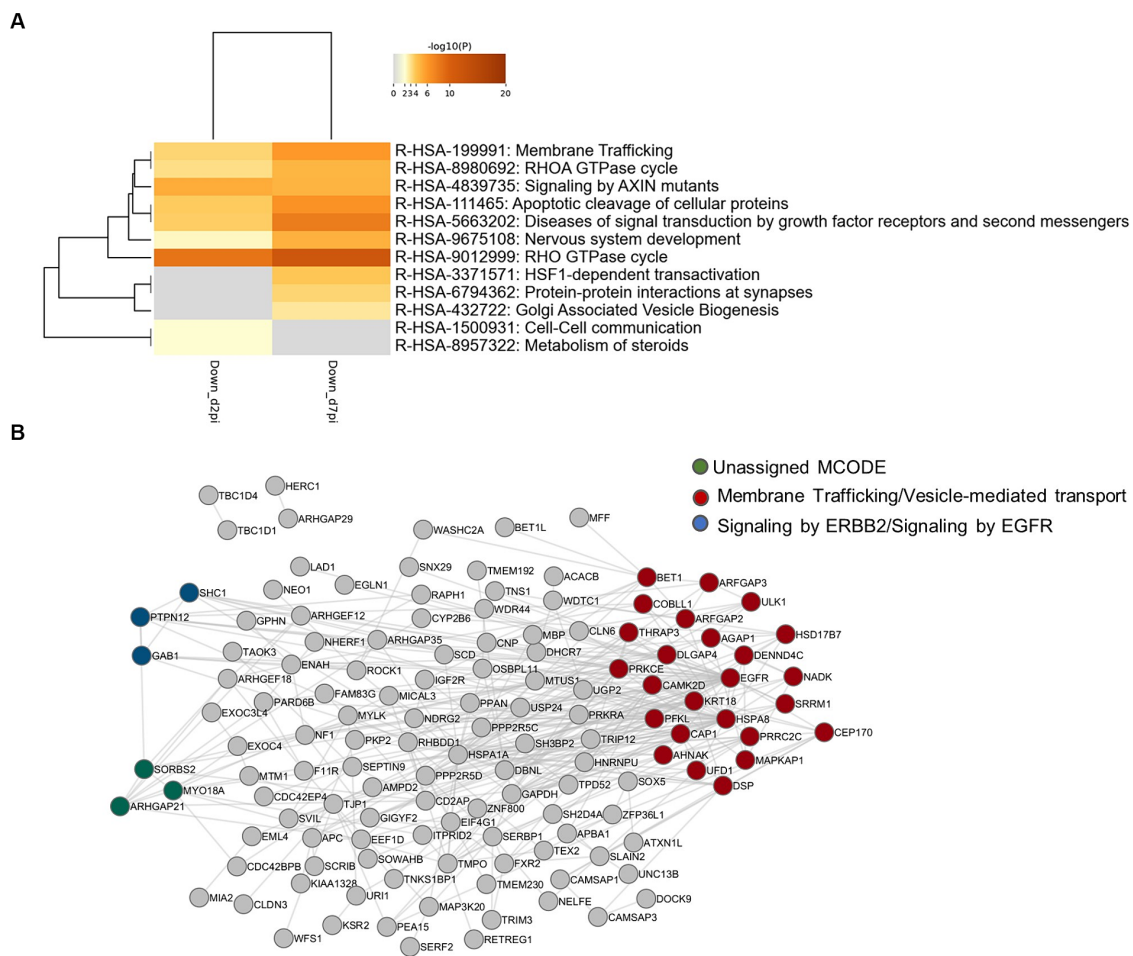 A
-log10(P)
0 2 3 4 6 10 20
R-HSA-199991: Membrane Trafficking
R-HSA-8980692: RHOA GTPase cycle
R-HSA-4839735: Signaling by AXIN mutants
R-HSA-111465: Apoptotic cleavage of cellular proteins
R-HSA-5663202: Diseases of signal transduction by growth factor receptors and second messengers
R-HSA-9675108: Nervous system development
R-HSA-9012999: RHO GTPase cycle
R-HSA-3371571: HSF1-dependent transactivation
R-HSA-6794362: Protein-protein interactions at synapses
R-HSA-432722: Golgi Associated Vesicle Biogenesis
R-HSA-1500931: Cell-Cell communication
R-HSA-8957322: Metabolism of steroids
Down_d2pi
Down_d7pi
B
Unassigned MCODE
Membrane Trafficking/Vesicle-mediated transport
Signaling by ERBB2/Signaling by EGFR
HERC1
TBC1D4
ARHGAP29
TBC1D1
WASHC2A
BET1L
MFF
LAD1
SNX29
TMEM192
ACACB
BET1
ARFGAP3
EGLN1
NEO1
SHC1
RAPH1
TNS1
WDTC1
COBLL1
ULK1
WDR44
PTPN12
GPHN
ARHGEF12
CYP2B6
ARFGAP2
CLN6
THRAP3
HSD17B7
MBP
AGAP1
NHERF1
ARHGAP35
CNP
GAB1
TAOK3
SCD
DHCR7
DLGAP4
DENND4C
ENAH
ROCK1
OSBPL11
PRKCE
ARHGEF18
IGF2R
MTUS1
EGFR
NADK
CAMK2D
UGP2
FAM83G
MICAL3
PARD6B
PPAN
USP24
KRT18
SRRM1
EXOC3L4
MYLK
NDRG2
PRKRA
PFKL
HSPA8
PPP2R5C
NF1
PKP2
RHBDD1
SH3BP2
TRIP12
CAP1
PRRC2C
CEP170
EXOC4
HSPA1A
HNRNPU
AHNAK
MAPKAP1
SORBS2
MTM1
F11R
SEPTIN9
PPP2R5D
DBNL
UFD1
MYO18A
CDC42EP4
AMPD2
GAPDH
TPD52
SOX5
DSP
ARHGAP21
TJP1
CD2AP
ZNF800
SVIL
GIGYF2
EIF4G1
SH2D4A
ZFP36L1
EML4
APC
EEF1D
ITPRID2
SERBP1
APBA1
ATXN1L
TEX2
SLAIN2
CDC42BPB
SCRIB
SOWAHB
TMPO
FXR2
UNC13B
KIAA1328
TNKS1BP1
TMEM230
CAMSAP1
MIA2
URI1
NELFE
DOCK9
CLDN3
MAP3K20
CAMSAP3
KSR2
PEA15
TRIM3
WFS1
SERF2
RETREG1